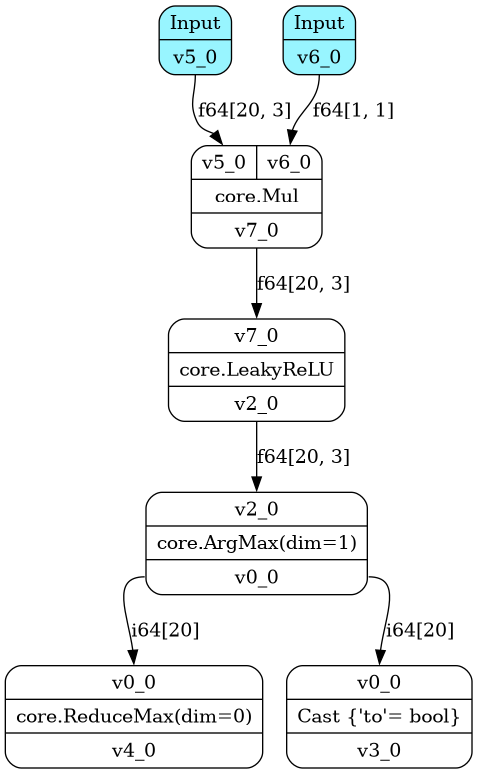 Input
v5_0
Input
v6_0
f64[20, 3]
f64[1, 1]
v5_0
v6_0
core.Mul
v7_0
f64[20, 3]
v7_0
core.LeakyReLU
v2_0
f64[20, 3]
v2_0
core.ArgMax(dim=1)
v0_0
i64[20]
i64[20]
v0_0
core.ReduceMax(dim=0)
v4_0
v0_0
Cast {'to'= bool}
v3_0